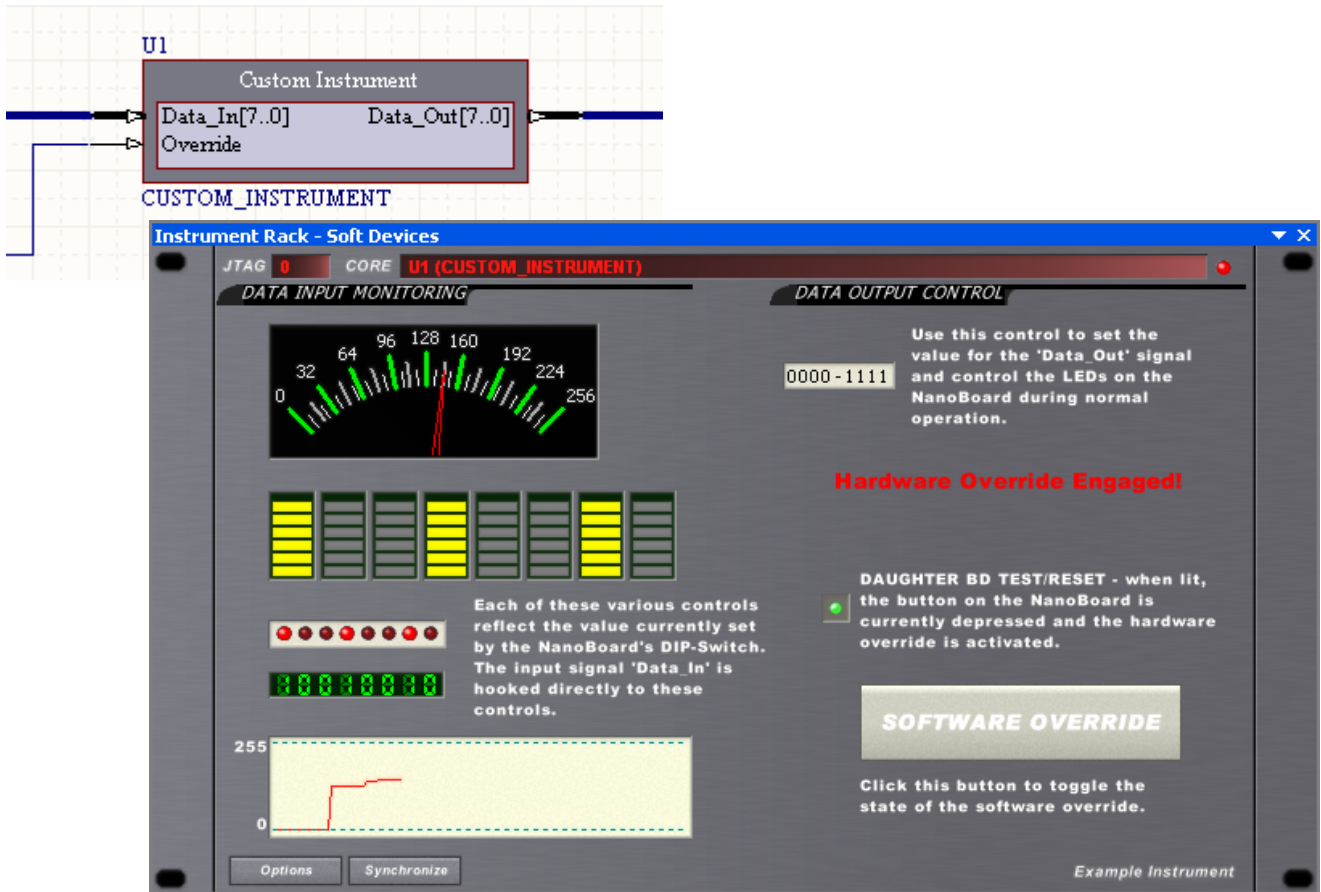 U1
Custom Instrument
Data_In[7..0] Data_Out[7..0]
Override
CUSTOM_INSTRUMENT
Instrument Rack - Soft Devices
JTAG 0 CORE U1 (CUSTOM_INSTRUMENT)
DATA INPUT MONITORING
0 32 64 96 128 160 192 224 256
10010010
Each of these various controls
reflect the value currently set
by the NanoBoard's DIP-Switch.
The input signal 'Data_In' is
hooked directly to these
controls.
255
0
Options Synchronize
DATA OUTPUT CONTROL
0000-1111
Use this control to set the
value for the 'Data_Out' signal
and control the LEDs on the
NanoBoard during normal
operation.
Hardware Override Engaged!
DAUGHTER BD TEST/RESET - when lit,
the button on the NanoBoard is
currently depressed and the hardware
override is activated.
SOFTWARE OVERRIDE
Click this button to toggle the
state of the software override.
Example Instrument